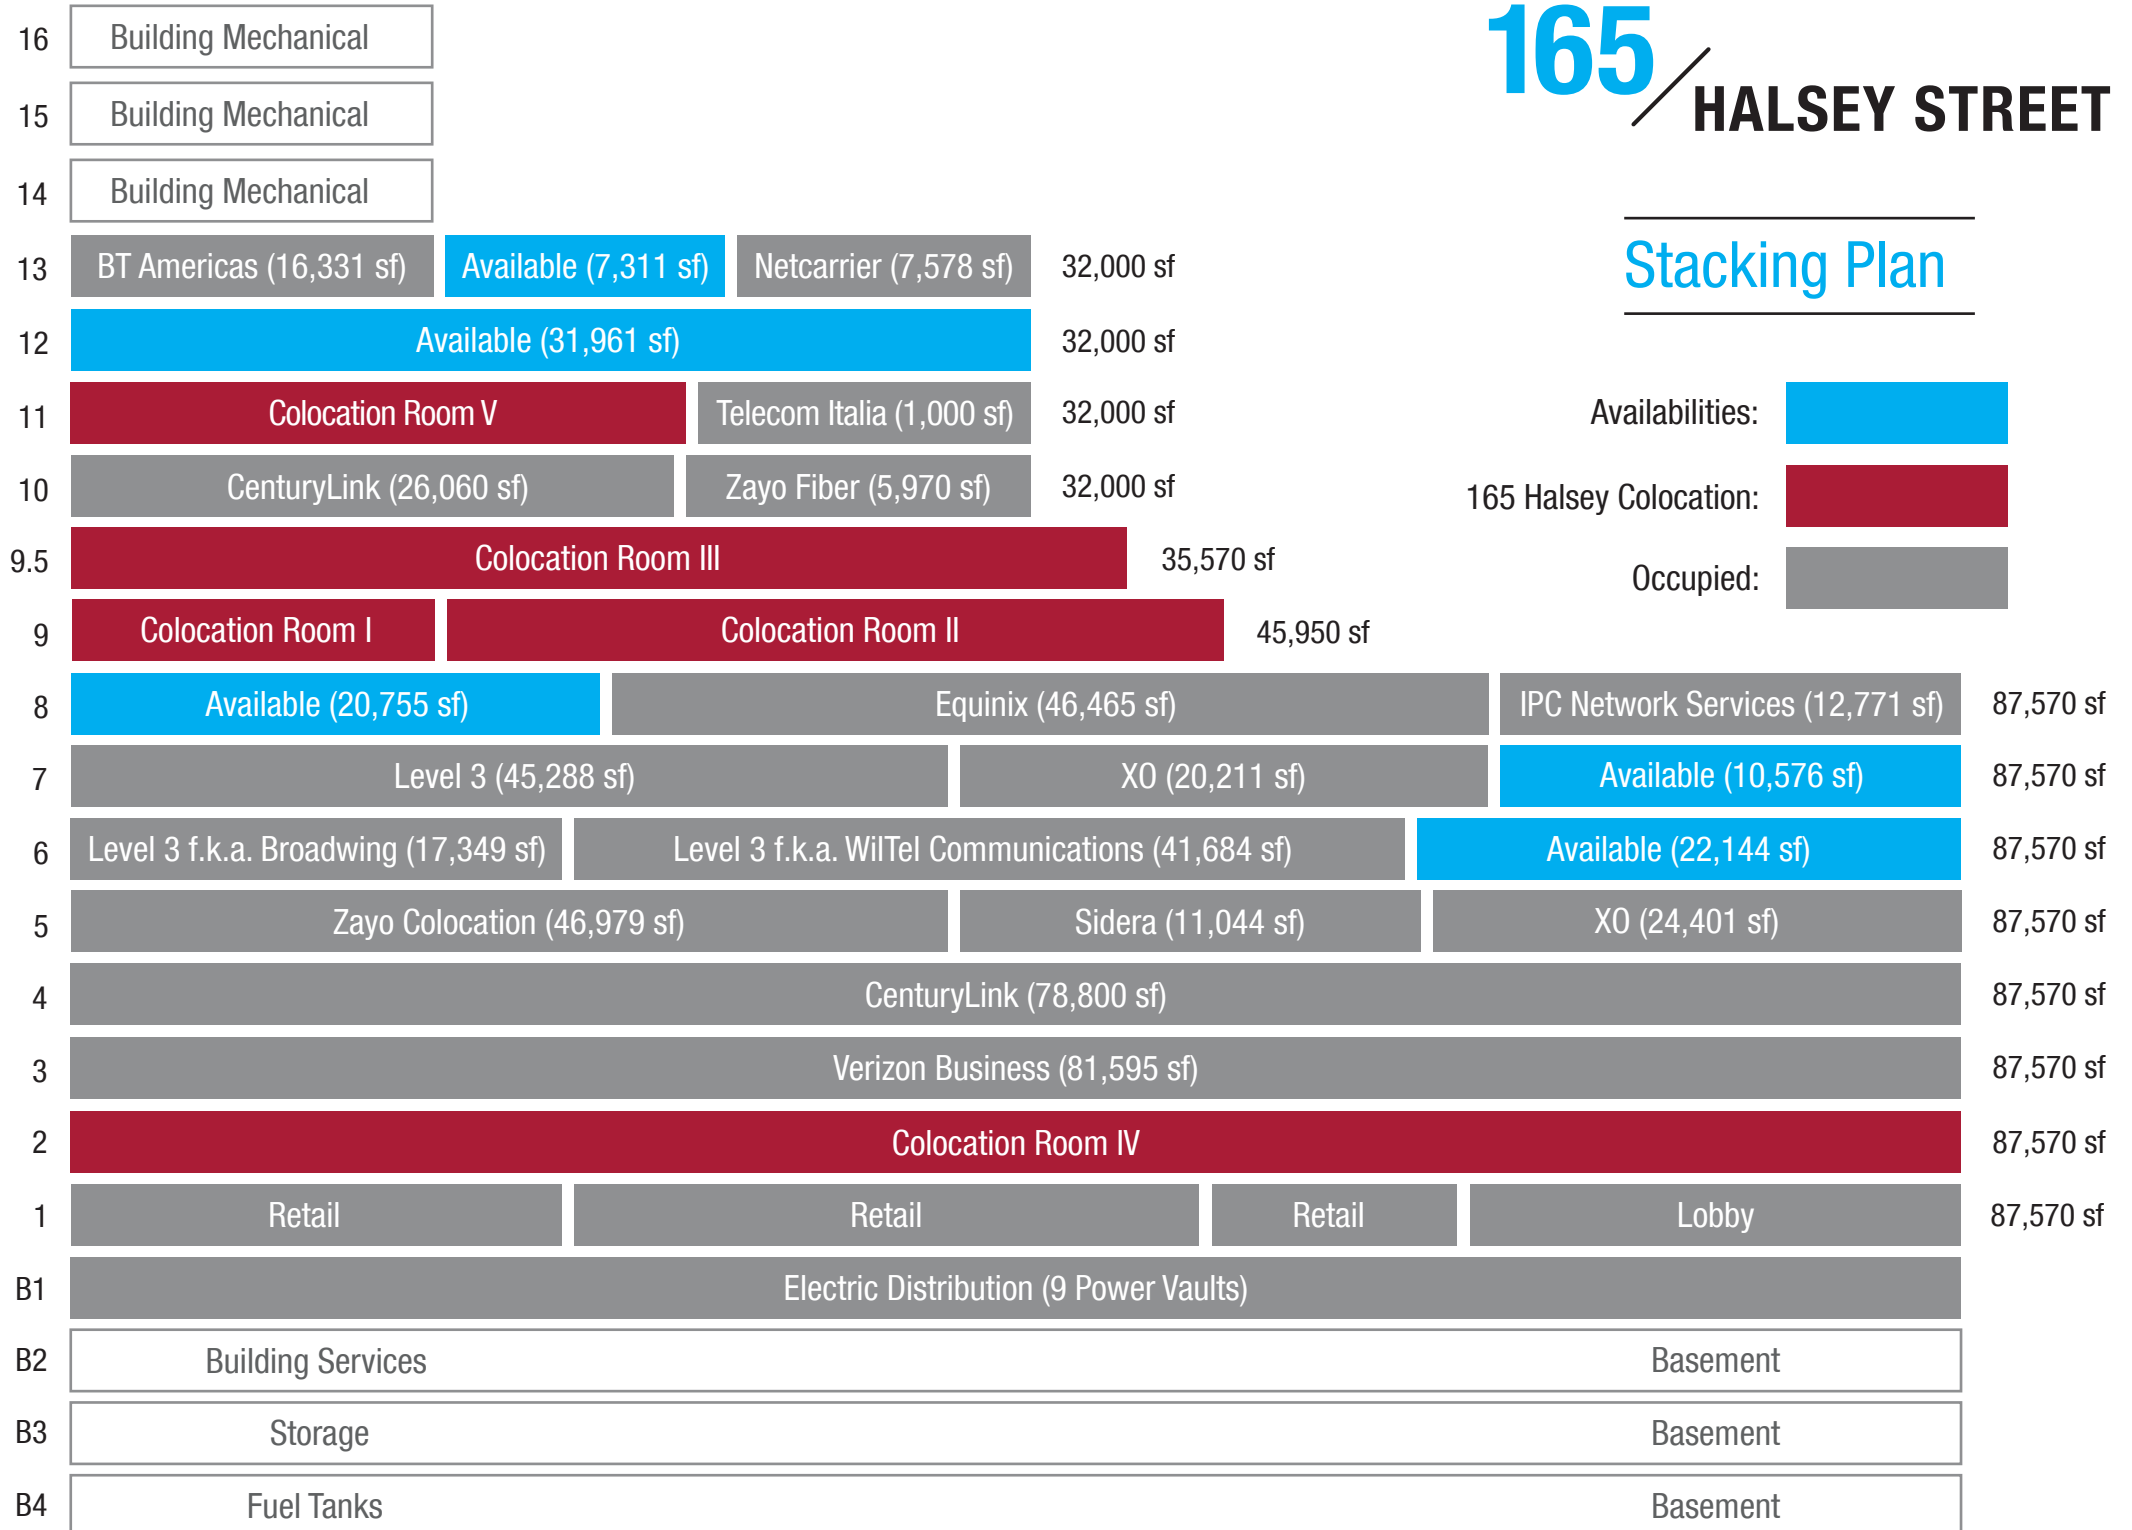 165
HALSEY STREET
Stacking Plan
Availabilities:
165 Halsey Colocation:
Occupied:
16 Building Mechanical
15 Building Mechanical
14 Building Mechanical
13 BT Americas (16,331 sf) Available (7,311 sf) Netcarrier (7,578 sf) 32,000 sf
12 Available (31,961 sf) 32,000 sf
11 Colocation Room V Telecom Italia (1,000 sf) 32,000 sf
10 CenturyLink (26,060 sf) Zayo Fiber (5,970 sf) 32,000 sf
9.5 Colocation Room III 35,570 sf
9 Colocation Room I Colocation Room II 45,950 sf
8 Available (20,755 sf) Equinix (46,465 sf) IPC Network Services (12,771 sf) 87,570 sf
7 Level 3 (45,288 sf) XO (20,211 sf) Available (10,576 sf) 87,570 sf
6 Level 3 f.k.a. Broadwing (17,349 sf) Level 3 f.k.a. WilTel Communications (41,684 sf) Available (22,144 sf) 87,570 sf
5 Zayo Colocation (46,979 sf) Sidera (11,044 sf) XO (24,401 sf) 87,570 sf
4 CenturyLink (78,800 sf) 87,570 sf
3 Verizon Business (81,595 sf) 87,570 sf
2 Colocation Room IV 87,570 sf
1 Retail Retail Retail Lobby 87,570 sf
B1 Electric Distribution (9 Power Vaults)
B2 Building Services Basement
B3 Storage Basement
B4 Fuel Tanks Basement